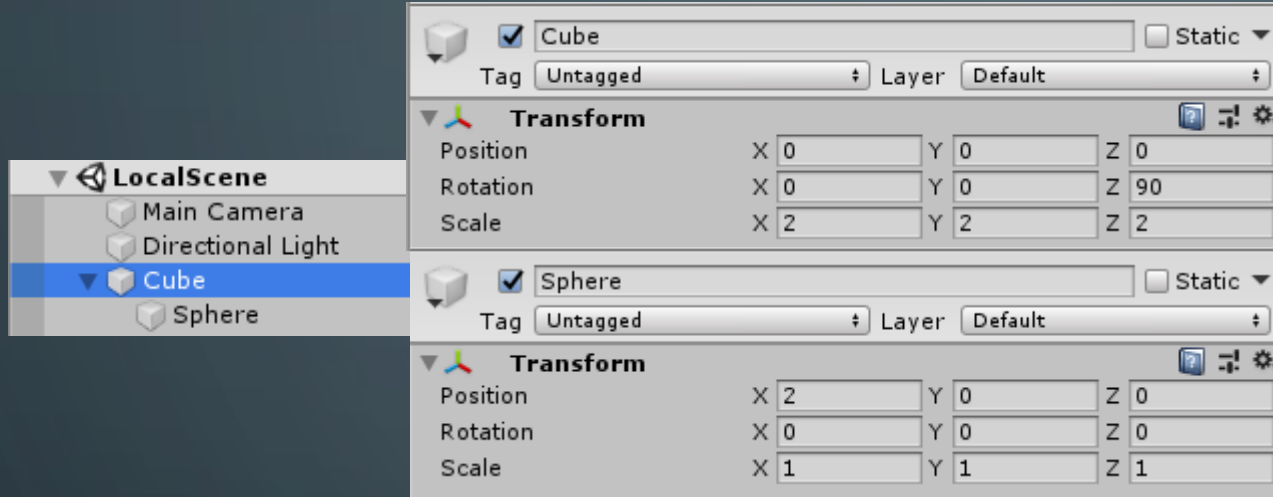 LocalScene
Main Camera
Directional Light
Cube
Sphere
Cube Static
Tag Untagged Layer Default
Transform
Position X 0 Y 0 Z 0
Rotation X 0 Y 0 Z 90
Scale X 2 Y 2 Z 2
Sphere Static
Tag Untagged Layer Default
Transform
Position X 2 Y 0 Z 0
Rotation X 0 Y 0 Z 0
Scale X 1 Y 1 Z 1